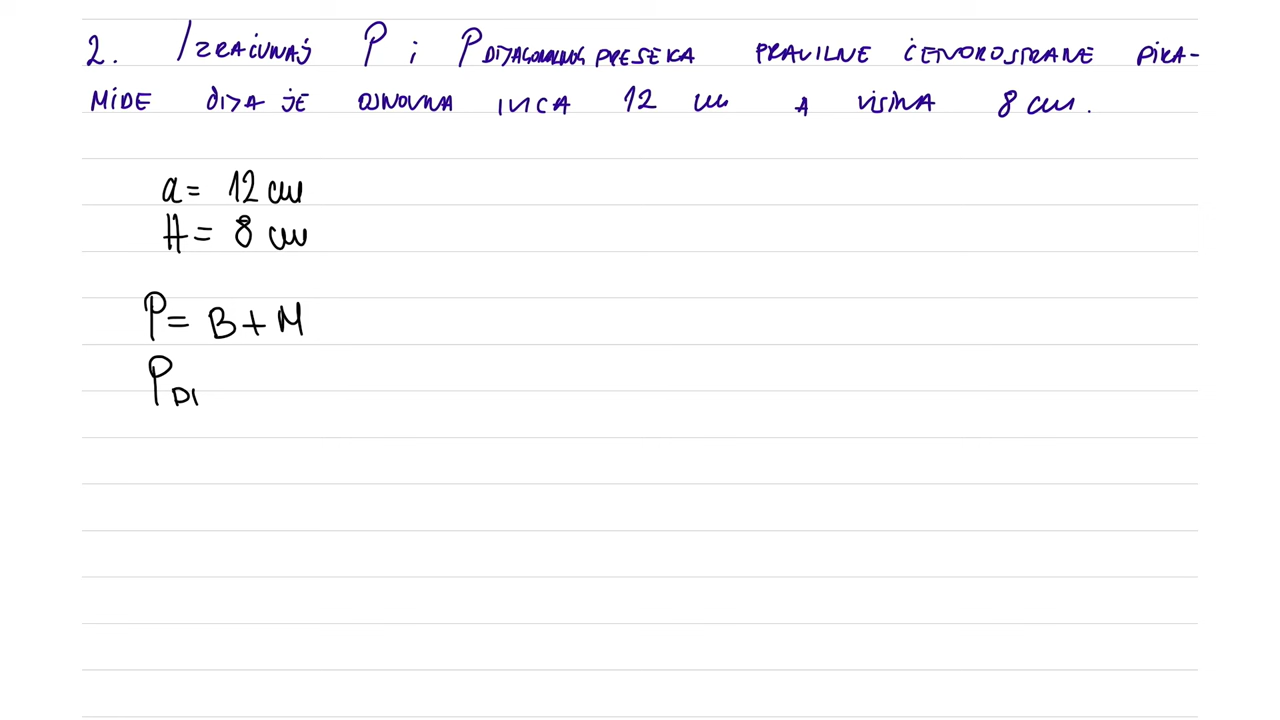 2. Izračunaj P i P DIJAGONALNOG PRESEKA PRAVILNE ČETVOROSTRANE PIRA-
MIDE ČIJA JE OSNOVNA IVICA 12 cm A VISINA 8 cm.
a = 12 cm
H = 8 cm
P = B + M
P DI